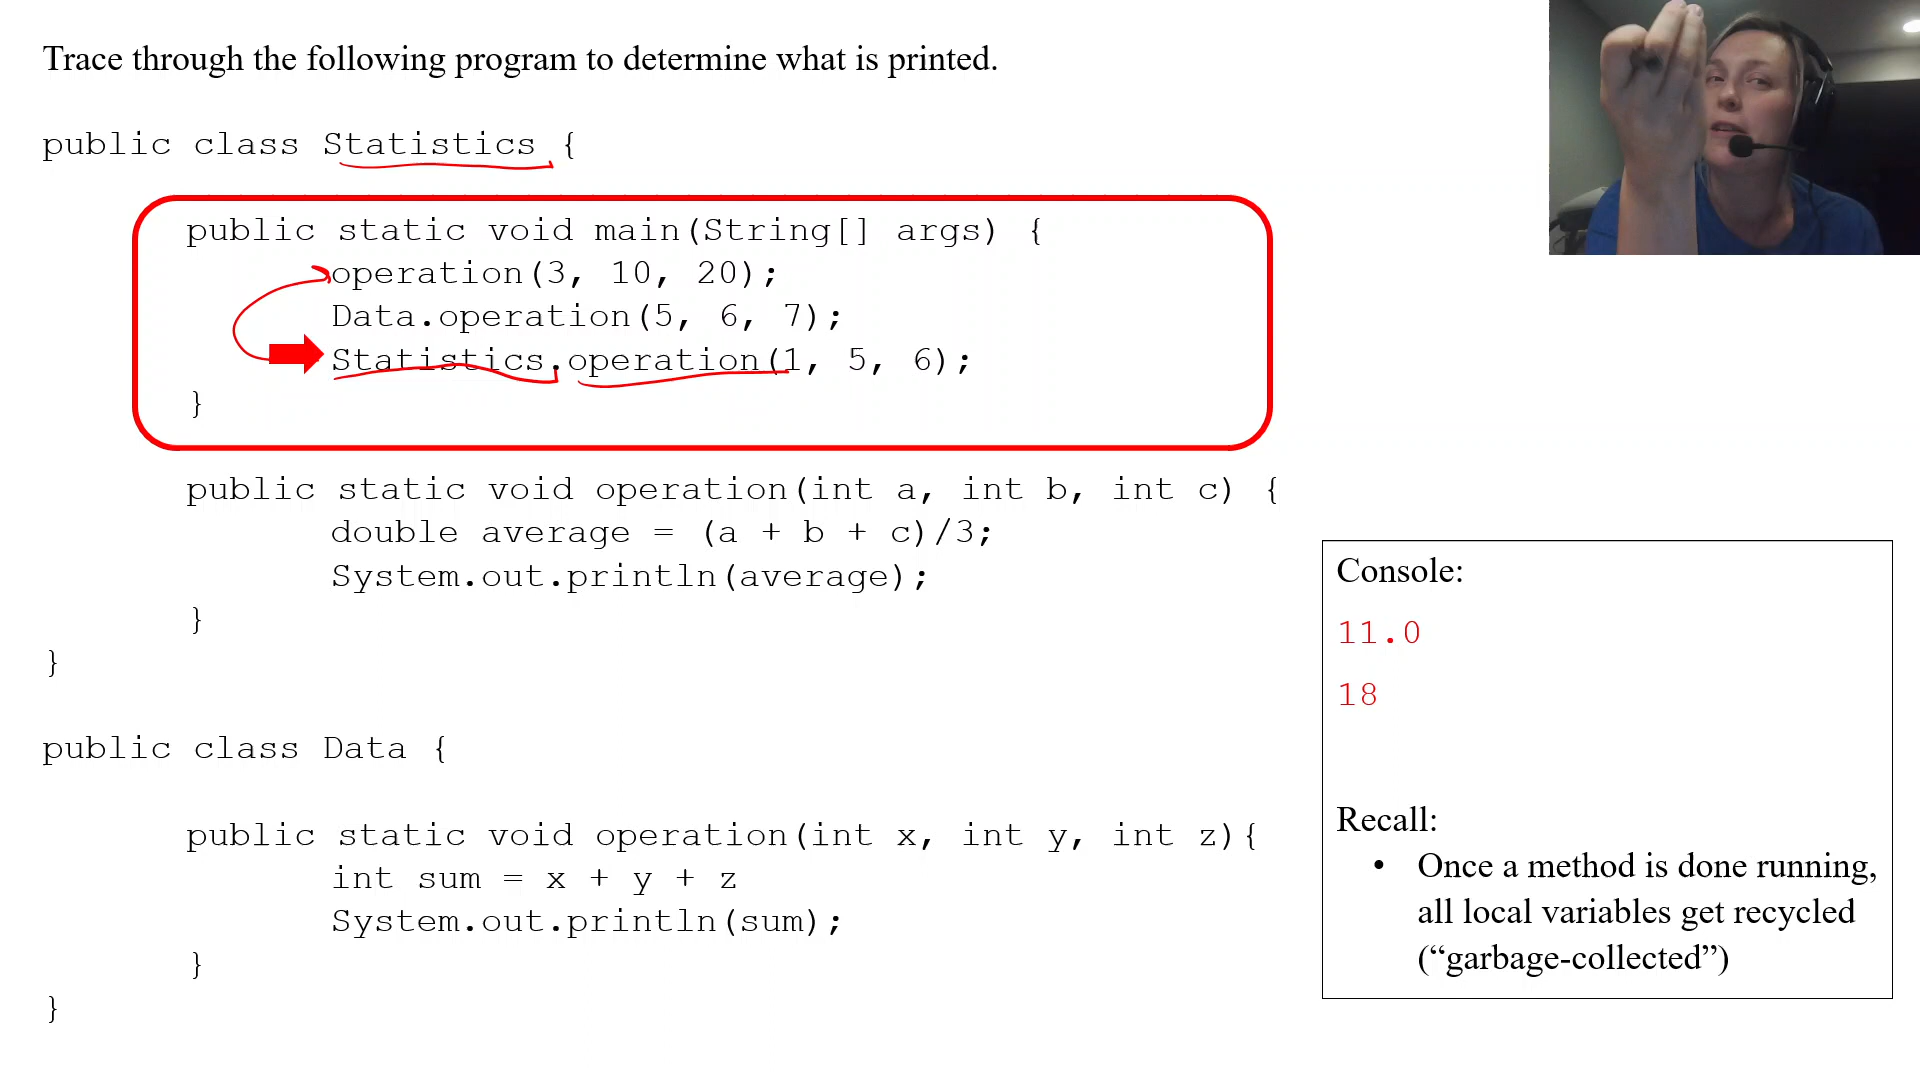 Trace through the following program to determine what is printed.
public class Statistics {
public static void main(String[] args) {
operation(3, 10, 20);
Data.operation(5, 6, 7);
Statistics.operation(1, 5, 6);
}
public static void operation(int a, int b, int c) {
double average = (a + b + c)/3;
System.out.println(average);
}
}
public class Data {
public static void operation(int x, int y, int z){
int sum = x + y + z
System.out.println(sum);
}
}
Console:
11.0
18
Recall:
• Once a method is done running,
all local variables get recycled
(“garbage-collected”)